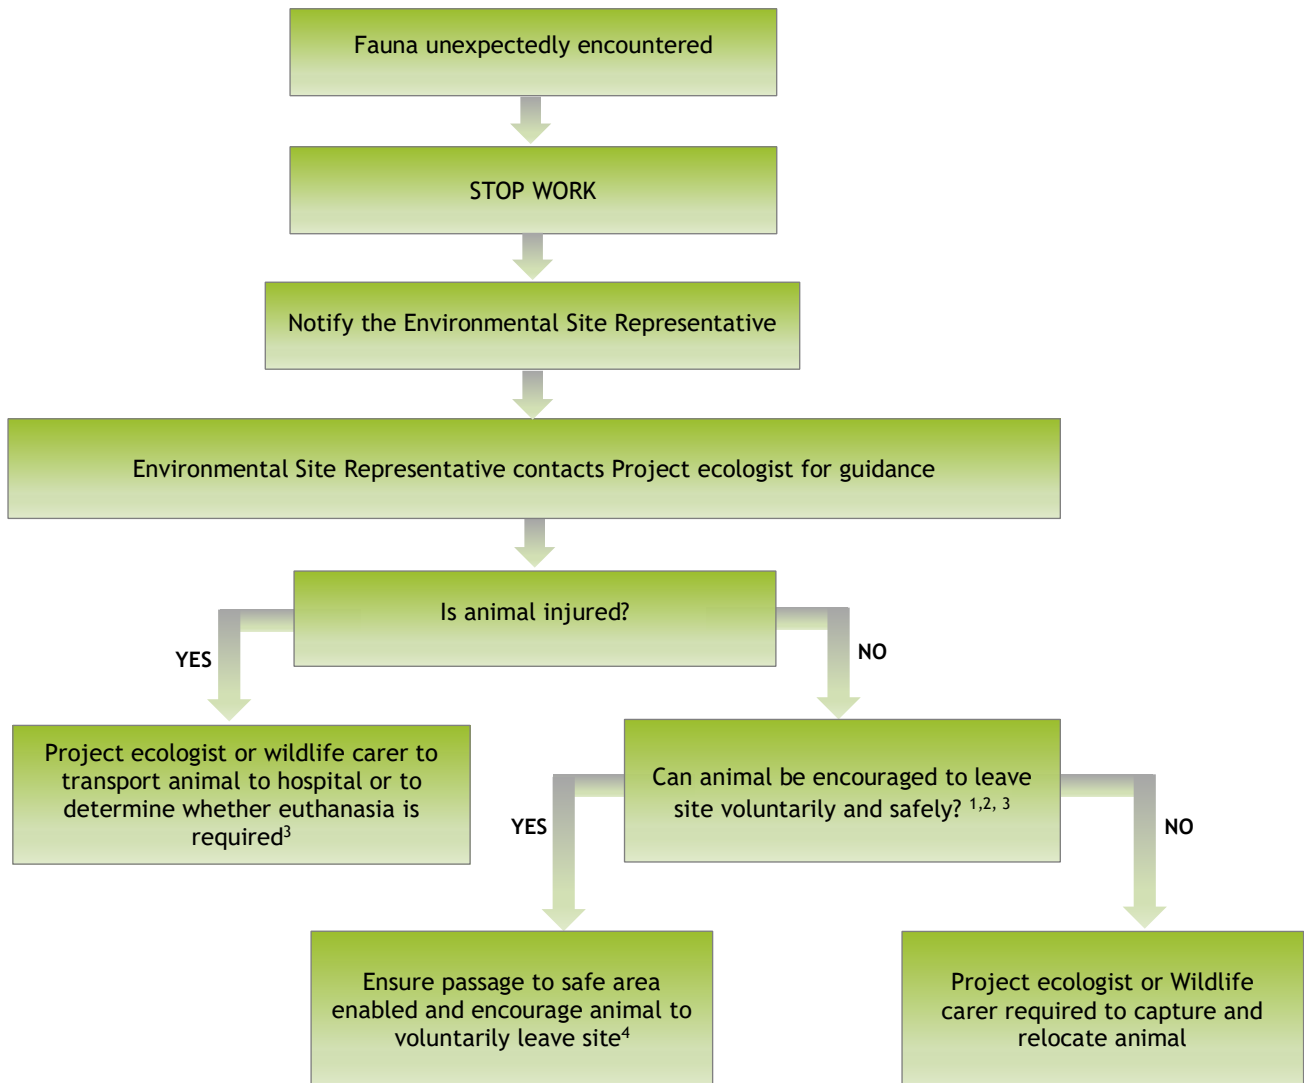 Fauna unexpectedly encountered
STOP WORK
Notify the Environmental Site Representative
Environmental Site Representative contacts Project ecologist for guidance
Is animal injured?
YES
NO
Project ecologist or wildlife carer to
transport animal to hospital or to
determine whether euthanasia is
required3
Can animal be encouraged to leave
site voluntarily and safely? 1,2, 3
YES
NO
Ensure passage to safe area
enabled and encourage animal to
voluntarily leave site4
Project ecologist or Wildlife
carer required to capture and
relocate animal